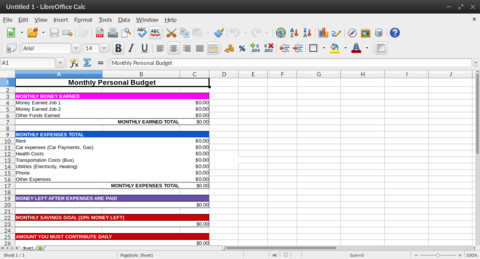 Untitled 1 - LibreOffice Calc
File Edit View Insert Format Tools Data Window Help
Arial 14
A1 Monthly Personal Budget
A B C D E F G H I J
1 Monthly Personal Budget
2
3 MONTHLY MONEY EARNED
4 Money Earned Job 1 $0.00
5 Money Earned Job 2 $0.00
6 Other Funds Earned $0.00
7 MONTHLY EARNED TOTAL $0.00
8
9 MONTHLY EXPENSES TOTAL
10 Rent $0.00
11 Car expenses (Car Payments, Gas) $0.00
12 Health Costs $0.00
13 Transportation Costs (Bus) $0.00
14 Utilities (Electricity, Heating) $0.00
15 Phone $0.00
16 Other Expenses $0.00
17 MONTHLY EXPENSES TOTAL $0.00
18
19 MONEY LEFT AFTER EXPENSES ARE PAID
20 $0.00
21
22 MONTHLY SAVINGS GOAL (10% MONEY LEFT)
23 $0.00
24
25 AMOUNT YOU MUST CONTRIBUTE DAILY
26 $0.00
Sheet1
Sheet 1 / 1 PageStyle_Sheet1 Sum=0 100%